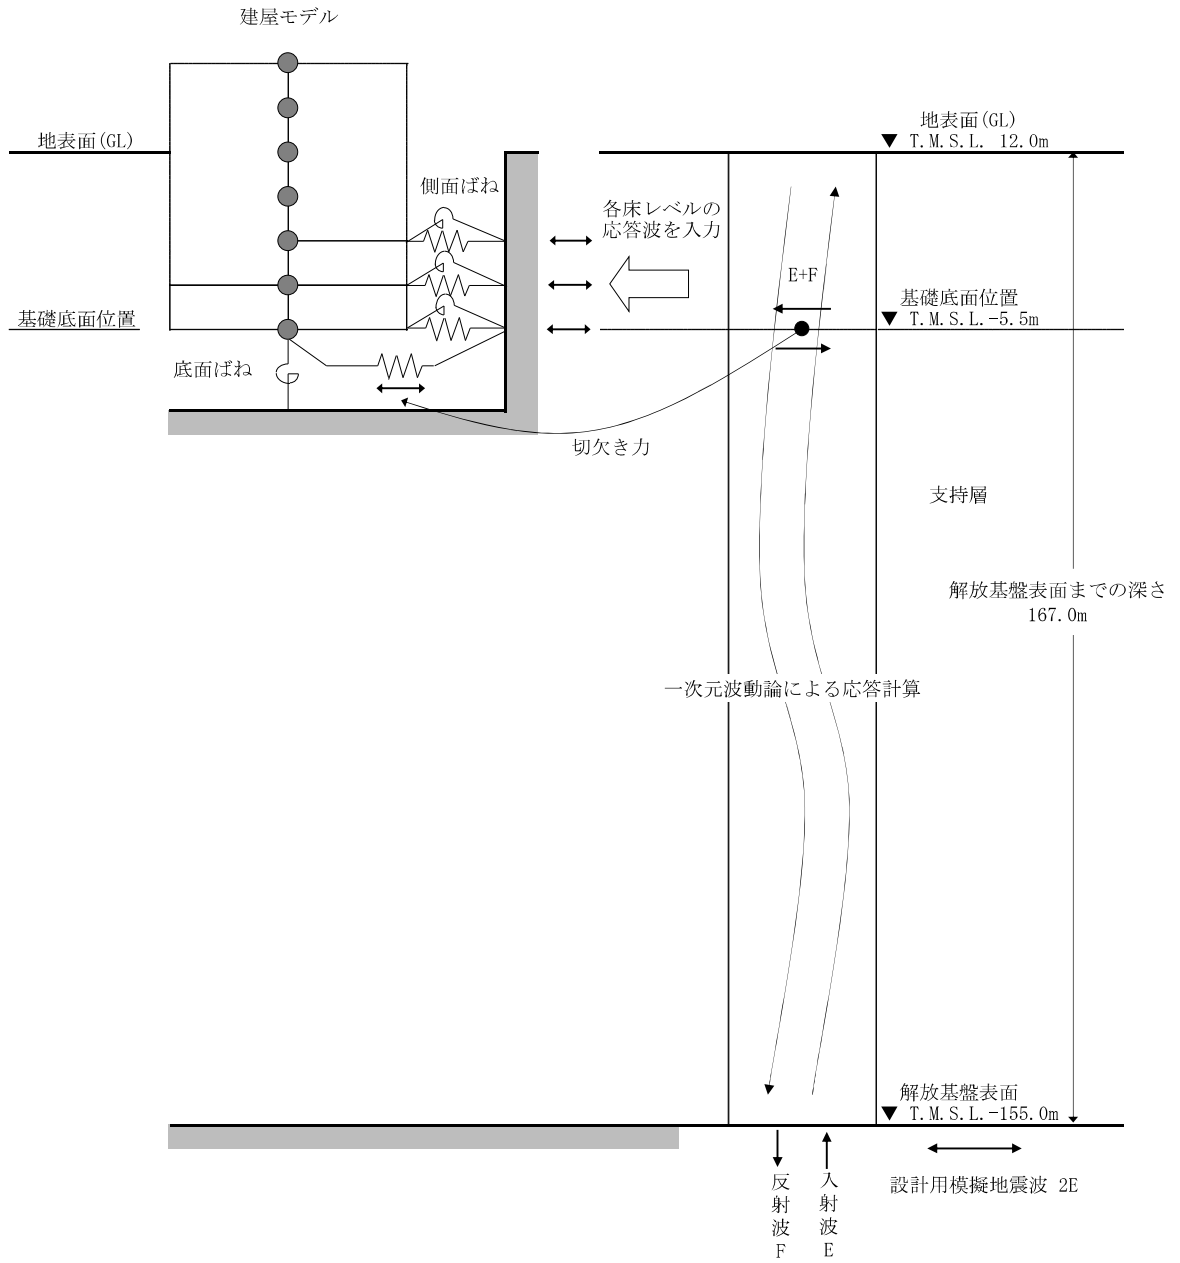 建屋モデル
地表面(GL)
地表面(GL)
T.M.S.L. 12.0m
側面ばね
各床レベルの
応答波を入力
E+F
基礎底面位置
基礎底面位置
T.M.S.L.-5.5m
底面ばね
切欠き力
支持層
解放基盤表面までの深さ
167.0m
一次元波動論による応答計算
解放基盤表面
T.M.S.L.-155.0m
反射波F
入射波E
設計用模擬地震波 2E